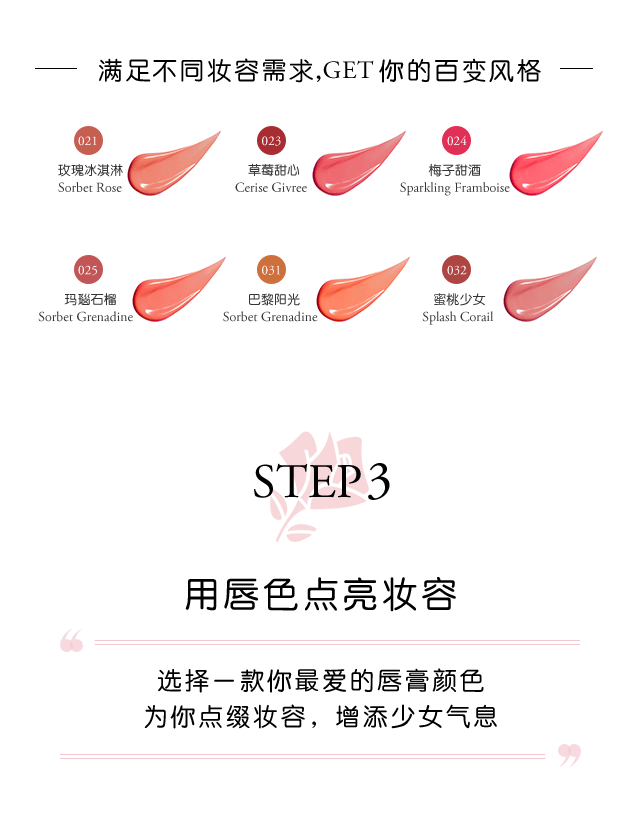 满足不同妆容需求,GET你的百变风格
021
023
024
玫瑰冰淇淋
草莓甜心
梅子甜酒
Sorbet Rose
Cerise Givree
Sparkling Framboise
025
031
032
玛瑙石榴
巴黎阳光
蜜桃少女
Sorbet Grenadine
Sorbet Grenadine
Splash Corail
STEP3
用唇色点亮妆容
选择一款你最爱的唇膏颜色
为你点缀妆容，增添少女气息